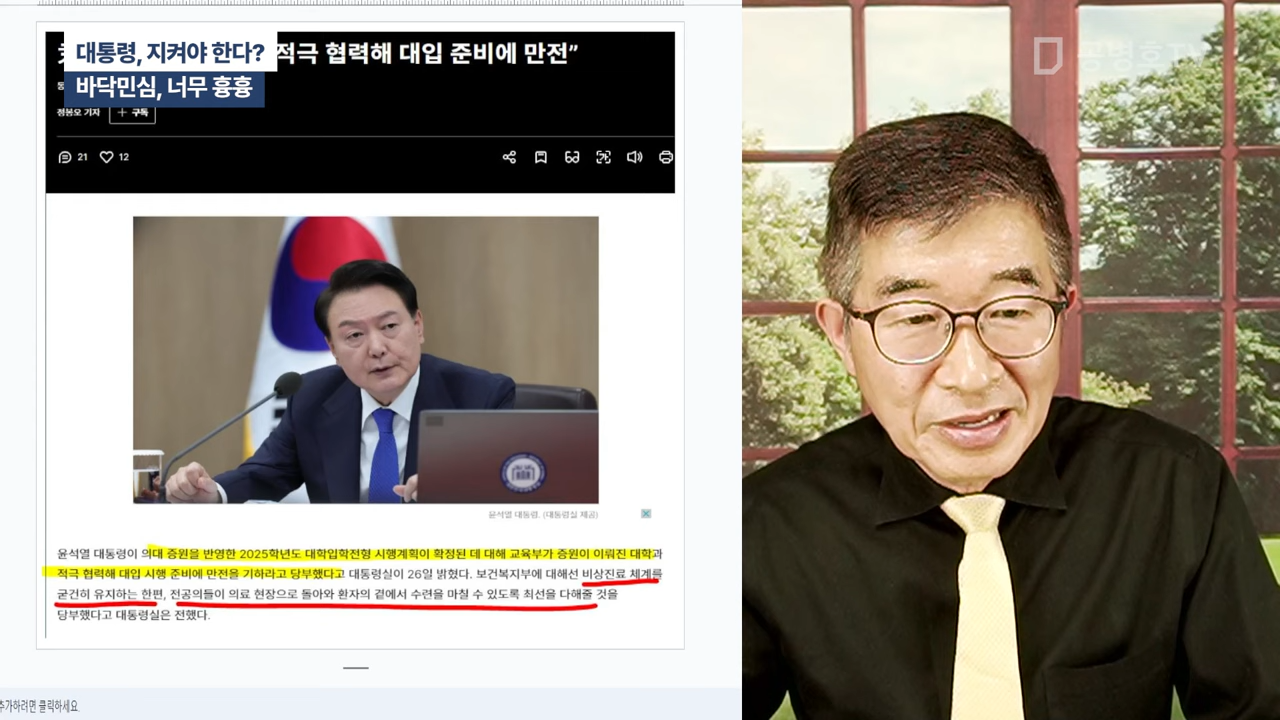 대통령, 지켜야 한다?
적극 협력해 대입 준비에 만전”
바닥민심, 너무 흉흉
정봉오 기자
+ 구독
21 12
공병호TV
윤석열 대통령. (대통령실 제공)
윤석열 대통령이 의대 증원을 반영한 2025학년도 대학입학전형 시행계획이 확정된 데 대해 교육부가 증원이 이뤄진 대학과
적극 협력해 대입 시행 준비에 만전을 기하라고 당부했다고 대통령실이 26일 밝혔다. 보건복지부에 대해선 비상진료 체계를
굳건히 유지하는 한편, 전공의들이 의료 현장으로 돌아와 환자의 곁에서 수련을 마칠 수 있도록 최선을 다해줄 것을
당부했다고 대통령실은 전했다.
추가하려면 클릭하세요.